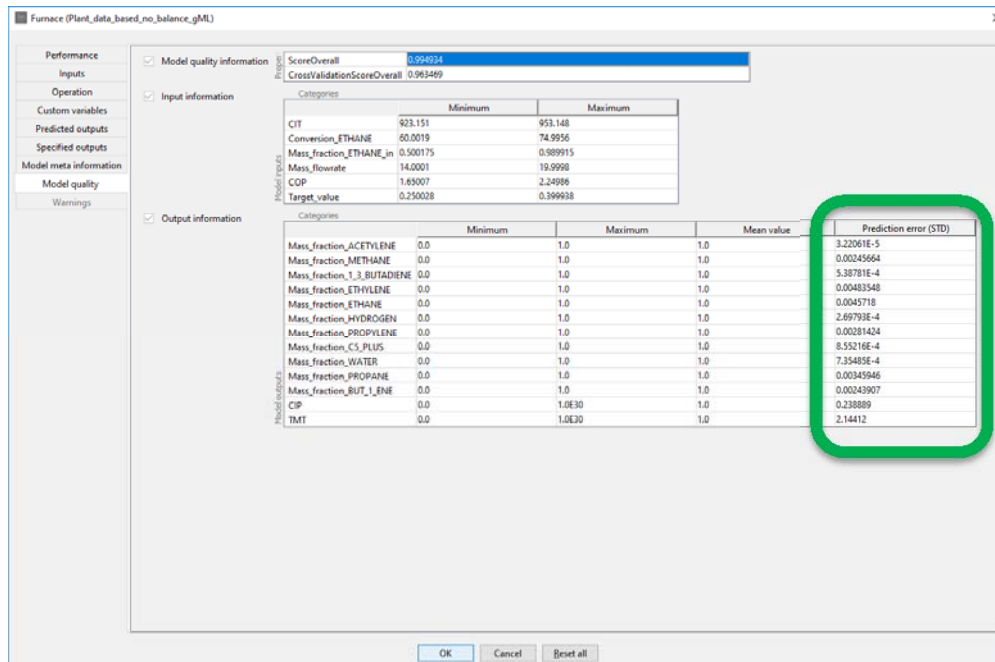 Furnace (Plant_data_based_no_balance_gML)
Performance
Inputs
Operation
Custom variables
Predicted outputs
Specified outputs
Model meta information
Model quality
Warnings
Model quality information
ScoreOverall 0.994934
CrossValidationScoreOverall 0.963469
Input information
Categories
Model inputs
Minimum Maximum
CIT 923.151 953.148
Conversion_ETHANE 60.0019 74.9956
Mass_fraction_ETHANE_in 0.500175 0.989915
Mass_flowrate 14.0001 19.9998
COP 1.65007 2.24986
Target_value 0.250028 0.399938
Output information
Categories
Model outputs
Minimum Maximum Mean value Prediction error (STD)
Mass_fraction_ACETYLENE 0.0 1.0 1.0 3.22061E-5
Mass_fraction_METHANE 0.0 1.0 1.0 0.00245664
Mass_fraction_1_3_BUTADIENE 0.0 1.0 1.0 5.38781E-4
Mass_fraction_ETHYLENE 0.0 1.0 1.0 0.00483548
Mass_fraction_ETHANE 0.0 1.0 1.0 0.0045718
Mass_fraction_HYDROGEN 0.0 1.0 1.0 2.69793E-4
Mass_fraction_PROPYLENE 0.0 1.0 1.0 0.00281424
Mass_fraction_C5_PLUS 0.0 1.0 1.0 8.55216E-4
Mass_fraction_WATER 0.0 1.0 1.0 7.35485E-4
Mass_fraction_PROPANE 0.0 1.0 1.0 0.00345946
Mass_fraction_BUT_1_ENE 0.0 1.0 1.0 0.00243907
CIP 0.0 1.0E30 1.0 0.238889
TMT 0.0 1.0E30 1.0 2.14412
OK Cancel Reset all